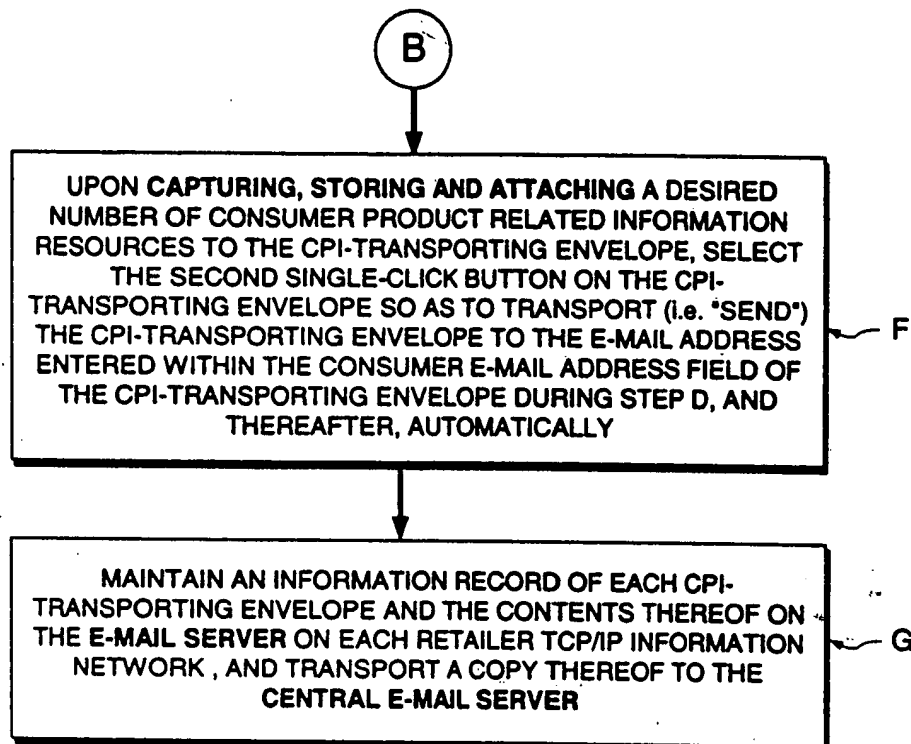 B
UPON CAPTURING, STORING AND ATTACHING A DESIRED
NUMBER OF CONSUMER PRODUCT RELATED INFORMATION
RESOURCES TO THE CPI-TRANSPORTING ENVELOPE, SELECT
THE SECOND SINGLE-CLICK BUTTON ON THE CPI-
TRANSPORTING ENVELOPE SO AS TO TRANSPORT (i.e. "SEND")
THE CPI-TRANSPORTING ENVELOPE TO THE E-MAIL ADDRESS
ENTERED WITHIN THE CONSUMER E-MAIL ADDRESS FIELD OF
THE CPI-TRANSPORTING ENVELOPE DURING STEP D, AND
THEREAFTER, AUTOMATICALLY
F
MAINTAIN AN INFORMATION RECORD OF EACH CPI-
TRANSPORTING ENVELOPE AND THE CONTENTS THEREOF ON
THE E-MAIL SERVER ON EACH RETAILER TCP/IP INFORMATION
NETWORK , AND TRANSPORT A COPY THEREOF TO THE
CENTRAL E-MAIL SERVER
G